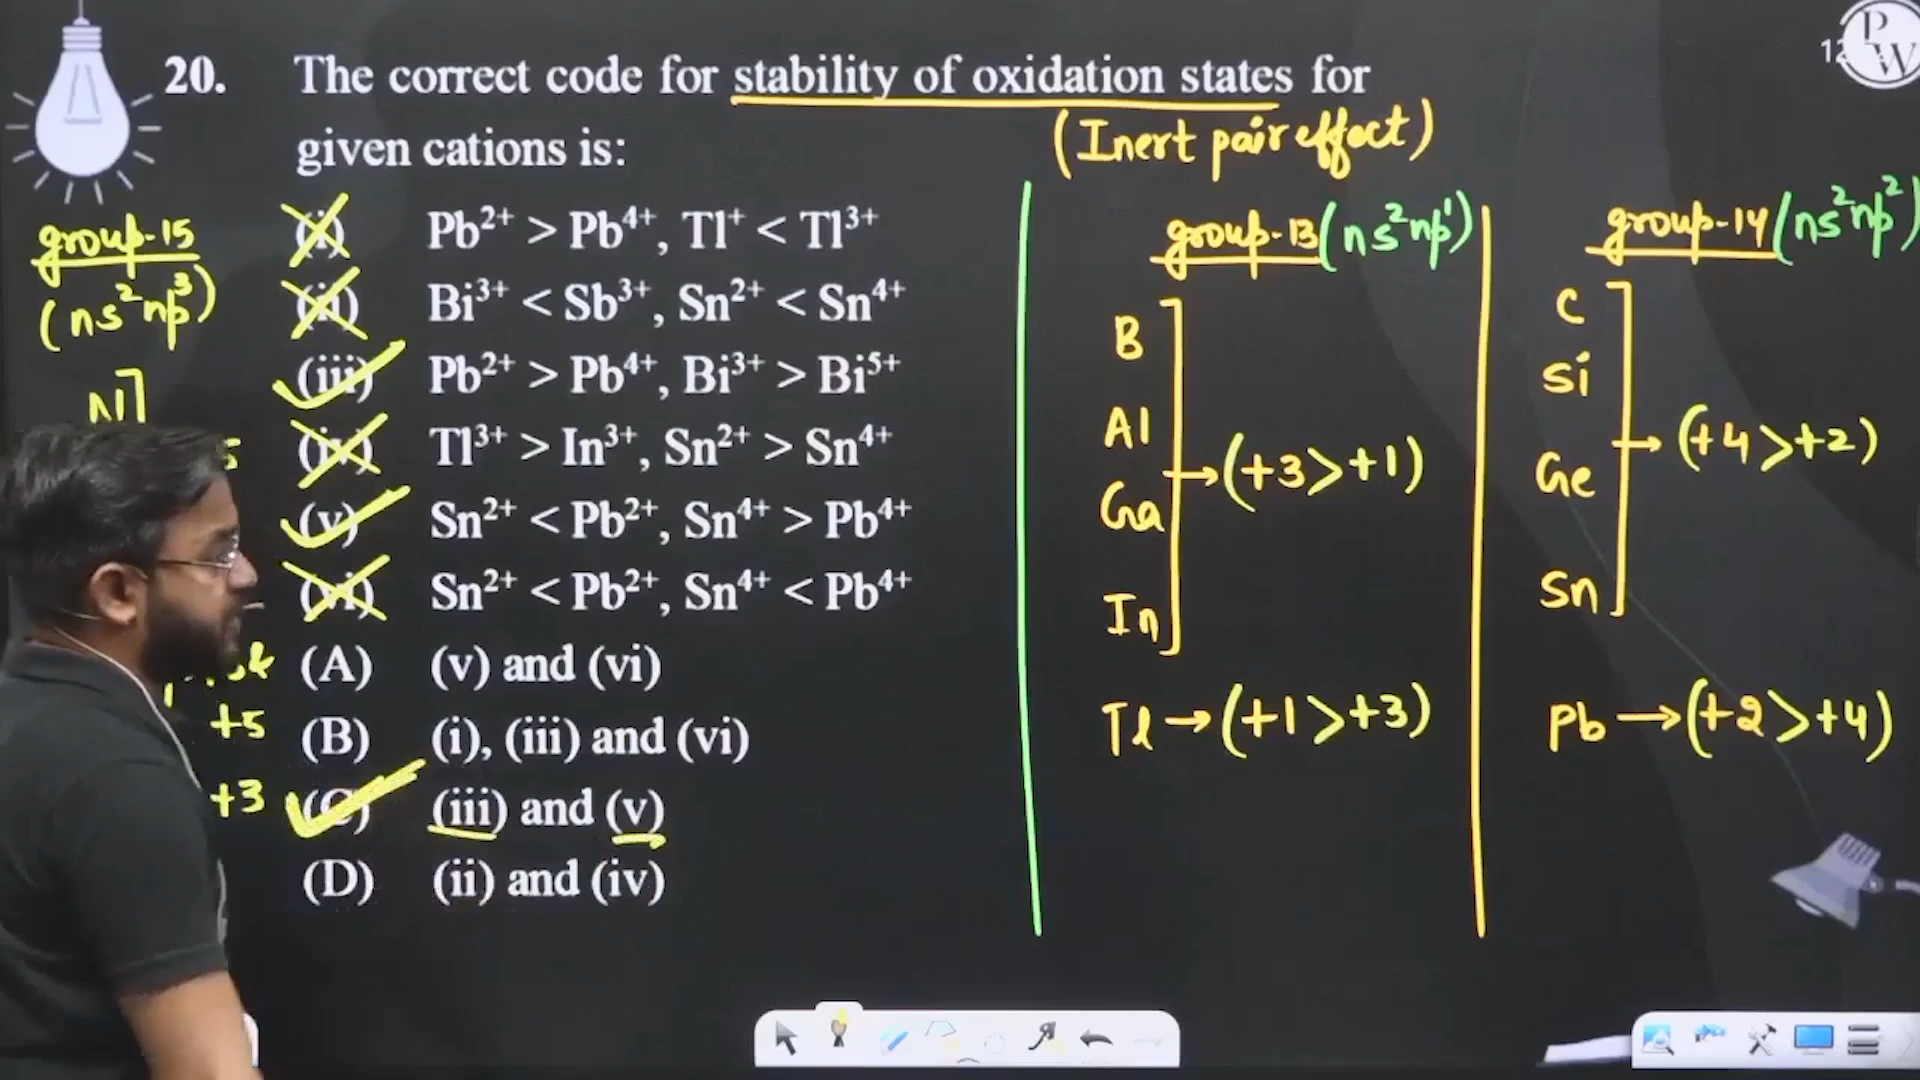 20. The correct code for stability of oxidation states for
given cations is:
(Inert pair effect)
(i) Pb²⁺ > Pb⁴⁺, Tl⁺ < Tl³⁺
(ii) Bi³⁺ < Sb³⁺, Sn²⁺ < Sn⁴⁺
(iii) Pb²⁺ > Pb⁴⁺, Bi³⁺ > Bi⁵⁺
(iv) Tl³⁺ > In³⁺, Sn²⁺ > Sn⁴⁺
(v) Sn²⁺ < Pb²⁺, Sn⁴⁺ > Pb⁴⁺
(vi) Sn²⁺ < Pb²⁺, Sn⁴⁺ < Pb⁴⁺
(A) (v) and (vi)
(B) (i), (iii) and (vi)
(C) (iii) and (v)
(D) (ii) and (iv)
group-15
(ns²np³)
N
+5
+3
group-13 (ns²np¹)
B
Al
Ga
In
→ (+3 > +1)
Tl → (+1 > +3)
group-14 (ns²np²)
C
Si
Ge
Sn
→ (+4 > +2)
Pb → (+2 > +4)
PW